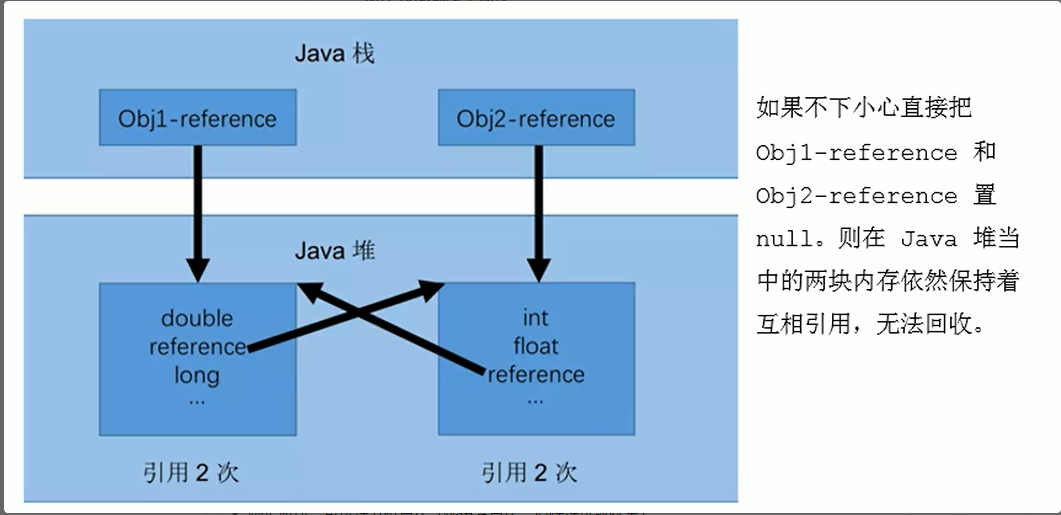 Java 栈
Obj1-reference
Obj2-reference
Java 堆
double
reference
long
...
int
float
reference
...
引用 2 次
引用 2 次
如果不下小心直接把
Obj1-reference 和
Obj2-reference 置
null。则在 Java 堆当
中的两块内存依然保持着
互相引用，无法回收。